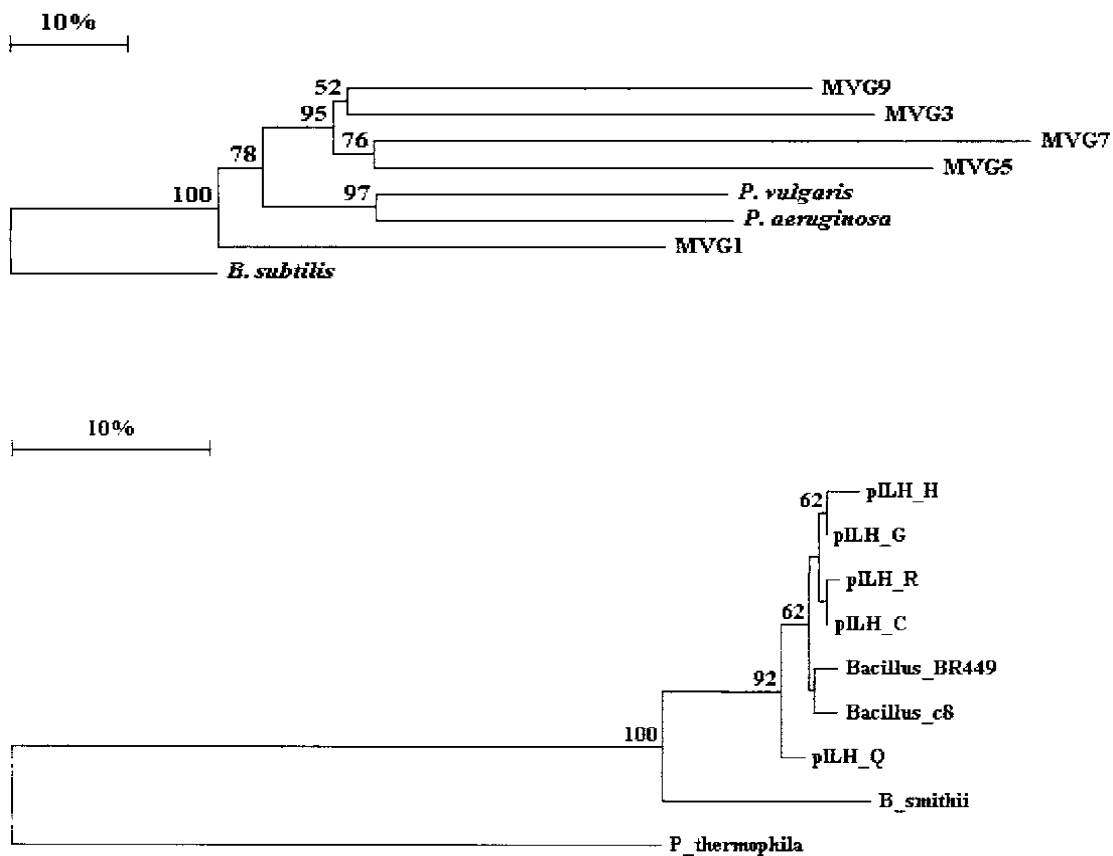 10%
52
MVG9
95
MVG3
76
MVG7
78
MVG5
100
97
P. vulgaris
P. aeruginosa
MVG1
B. subtilis
10%
62
pILH_H
pILH_G
pILH_R
62
pILH_C
Bacillus_BR449
92
Bacillus_c8
100
pILH_Q
B_smithii
P_thermophila